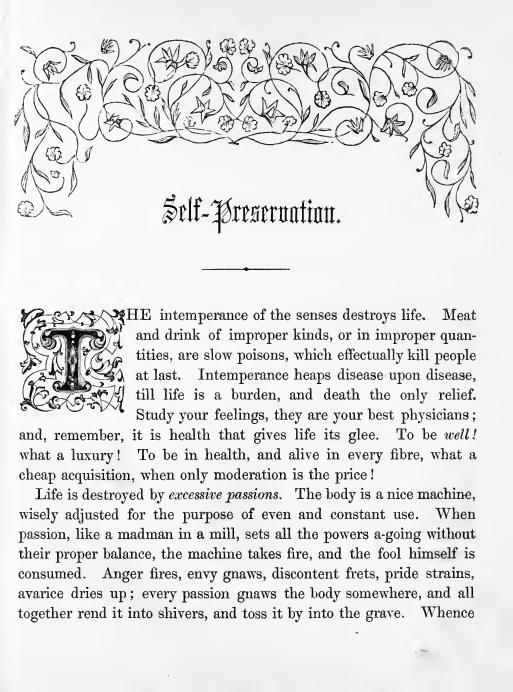 Self-Preservation.
THE intemperance of the senses destroys life. Meat
and drink of improper kinds, or in improper quan-
tities, are slow poisons, which effectually kill people
at last. Intemperance heaps disease upon disease,
till life is a burden, and death the only relief.
Study your feelings, they are your best physicians;
and, remember, it is health that gives life its glee. To be well!
what a luxury! To be in health, and alive in every fibre, what a
cheap acquisition, when only moderation is the price!
Life is destroyed by excessive passions. The body is a nice machine,
wisely adjusted for the purpose of even and constant use. When
passion, like a madman in a mill, sets all the powers a-going without
their proper balance, the machine takes fire, and the fool himself is
consumed. Anger fires, envy gnaws, discontent frets, pride strains,
avarice dries up; every passion gnaws the body somewhere, and all
together rend it into shivers, and toss it by into the grave. Whence